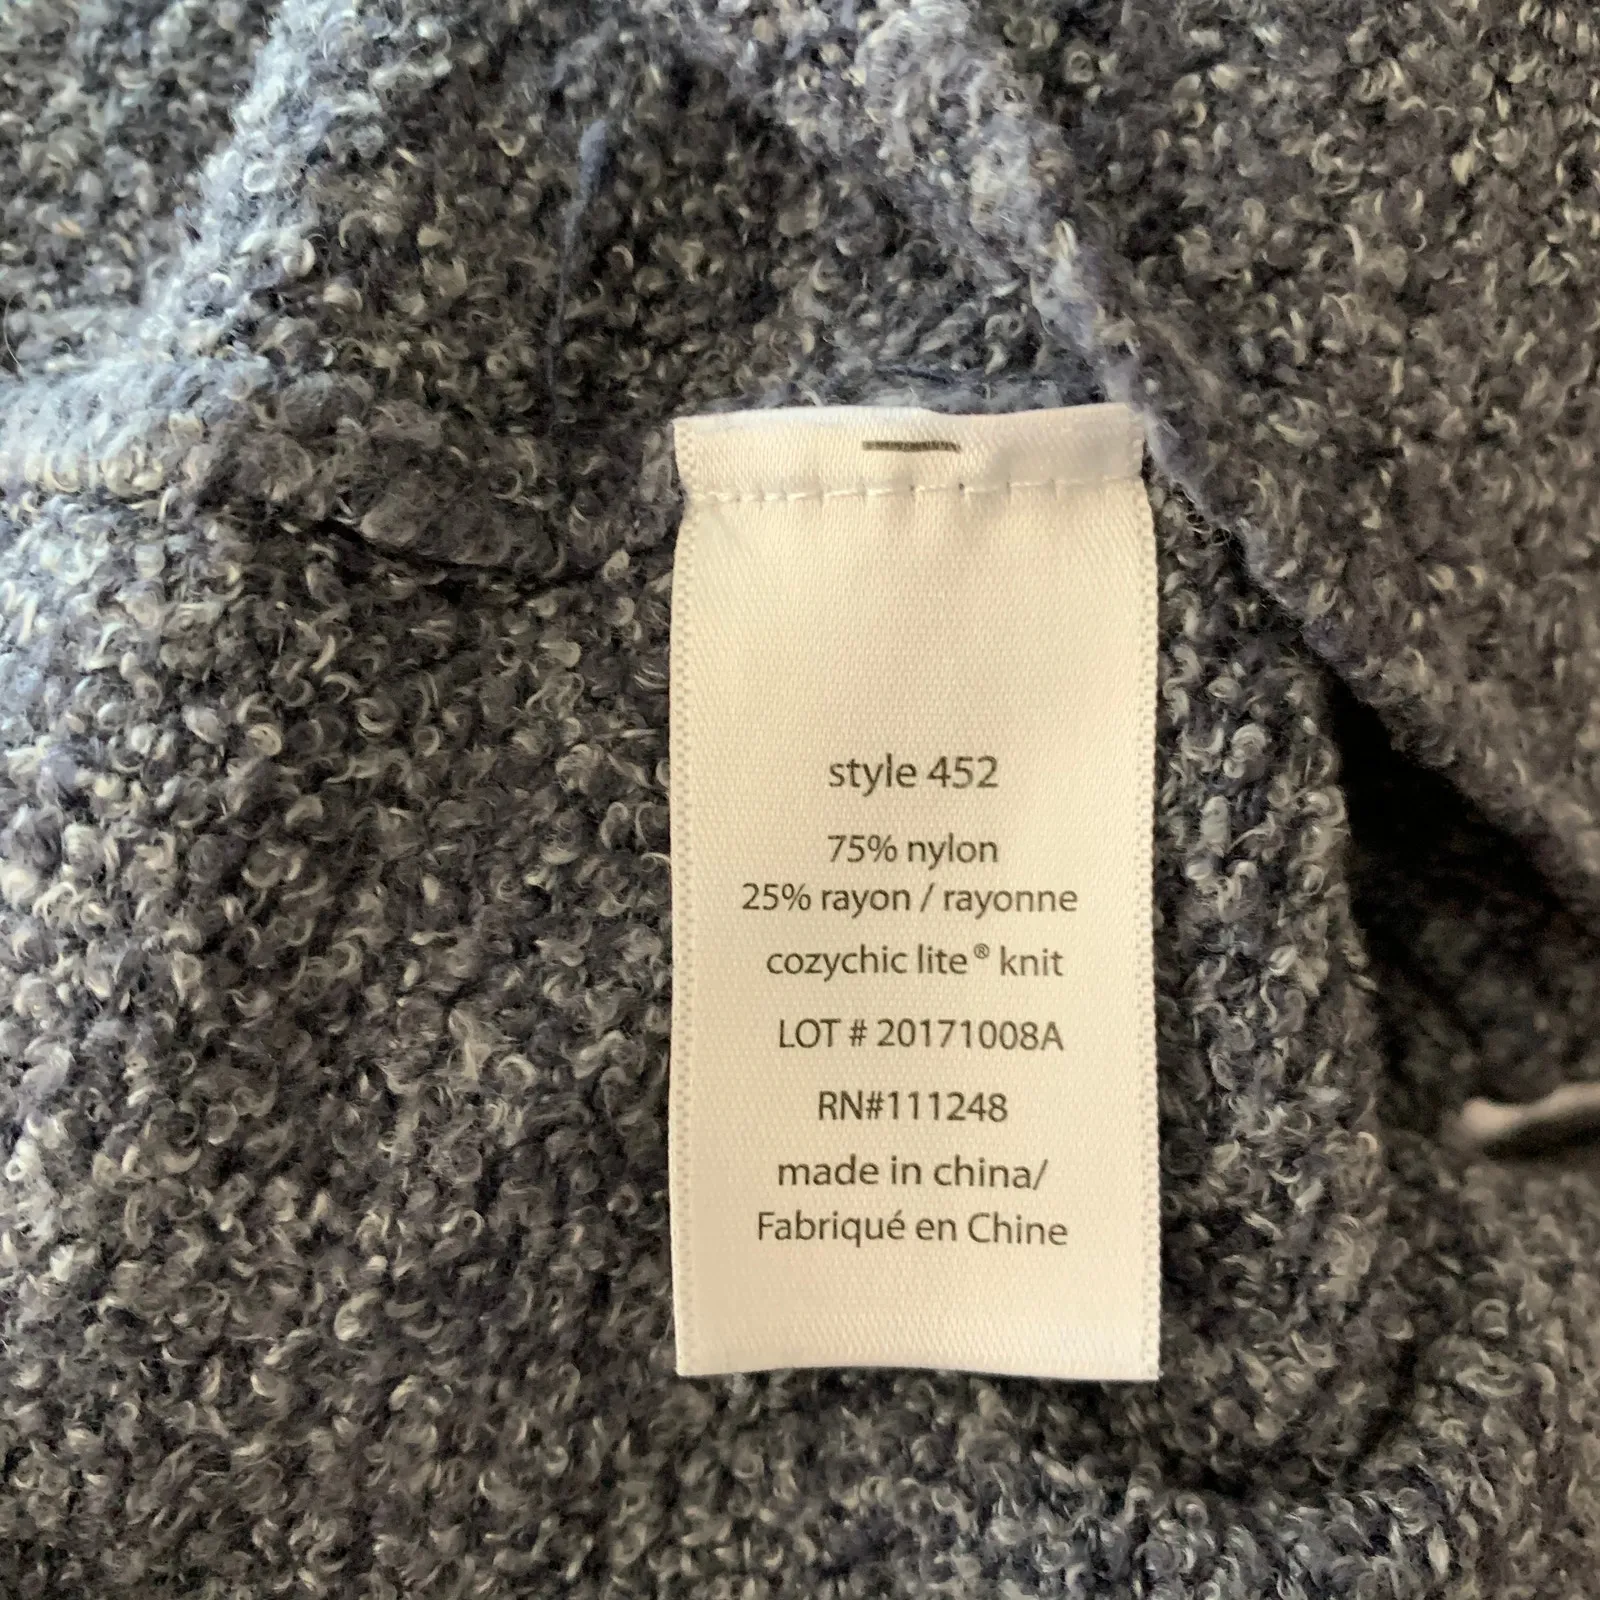 style 452
75% nylon
25% rayon / rayonne
cozychic lite® knit
LOT # 20171008A
RN#111248
made in china/
Fabriqué en Chine